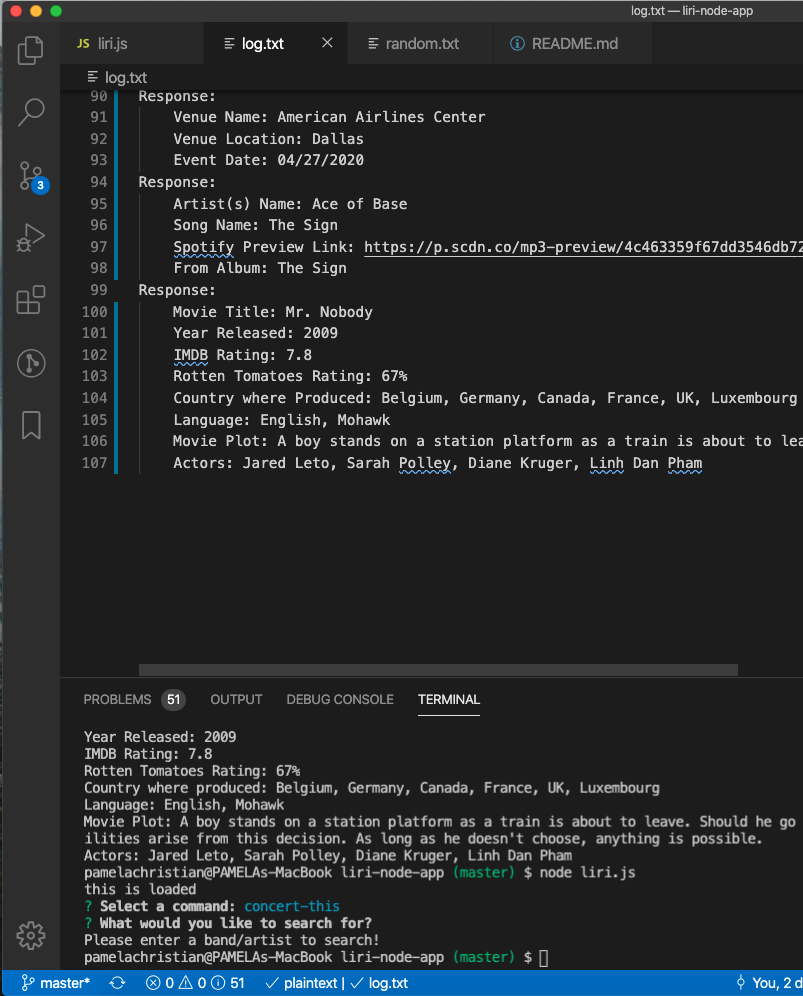 log.txt — liri-node-app
JS liri.js
log.txt
random.txt
README.md
log.txt
90 Response:
91 Venue Name: American Airlines Center
92 Venue Location: Dallas
93 Event Date: 04/27/2020
94 Response:
95 Artist(s) Name: Ace of Base
96 Song Name: The Sign
97 Spotify Preview Link: https://p.scdn.co/mp3-preview/4c463359f67dd3546db72
98 From Album: The Sign
99 Response:
100 Movie Title: Mr. Nobody
101 Year Released: 2009
102 IMDB Rating: 7.8
103 Rotten Tomatoes Rating: 67%
104 Country where Produced: Belgium, Germany, Canada, France, UK, Luxembourg
105 Language: English, Mohawk
106 Movie Plot: A boy stands on a station platform as a train is about to lea
107 Actors: Jared Leto, Sarah Polley, Diane Kruger, Linh Dan Pham
3
PROBLEMS 51 OUTPUT DEBUG CONSOLE TERMINAL
Year Released: 2009
IMDB Rating: 7.8
Rotten Tomatoes Rating: 67%
Country where produced: Belgium, Germany, Canada, France, UK, Luxembourg
Language: English, Mohawk
Movie Plot: A boy stands on a station platform as a train is about to leave. Should he go
ilities arise from this decision. As long as he doesn't choose, anything is possible.
Actors: Jared Leto, Sarah Polley, Diane Kruger, Linh Dan Pham
pamelachristian@PAMELAs-MacBook liri-node-app (master) $ node liri.js
this is loaded
? Select a command: concert-this
? What would you like to search for?
Please enter a band/artist to search!
pamelachristian@PAMELAs-MacBook liri-node-app (master) $
master* 0 0 51 plaintext | log.txt You, 2 d